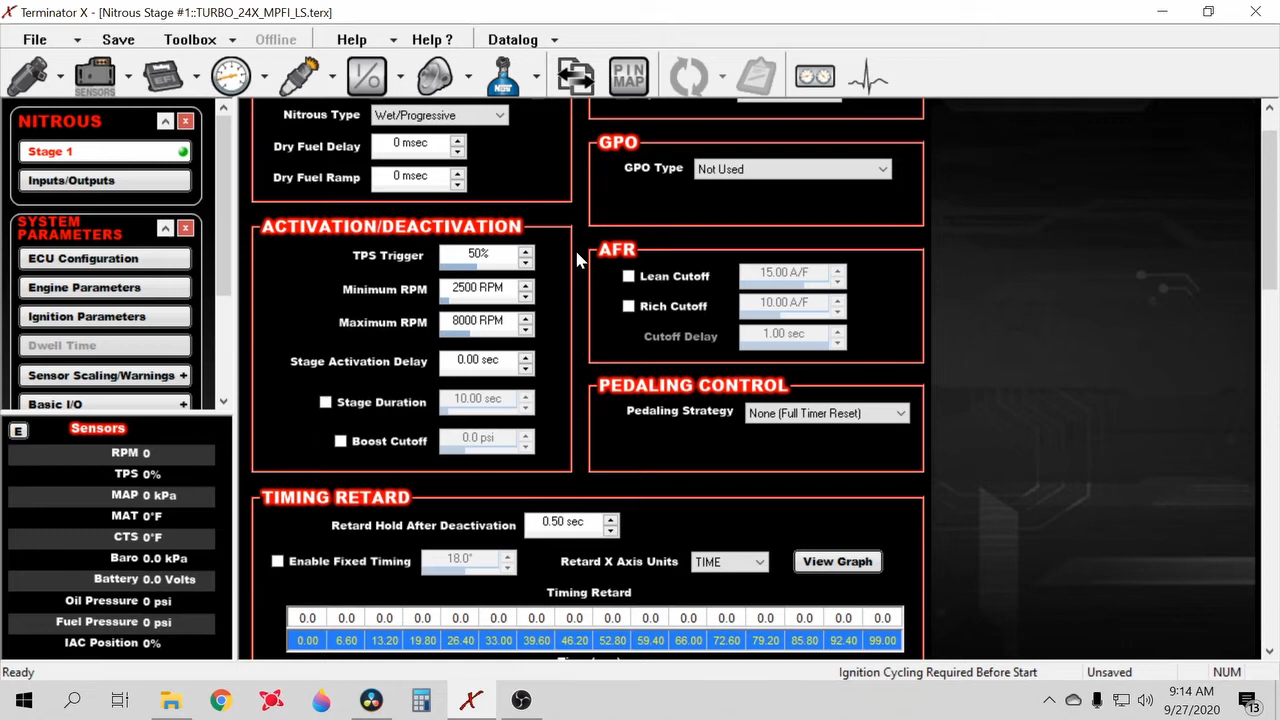 Terminator X - [Nitrous Stage #1::TURBO_24X_MPFI_LS.terx]
File Save Toolbox Offline Help Help ? Datalog
SENSORS EFI I/O NOS PIN MAP
NITROUS
Stage 1
Inputs/Outputs
SYSTEM PARAMETERS
ECU Configuration
Engine Parameters
Ignition Parameters
Dwell Time
Sensor Scaling/Warnings +
Basic I/O +
E Sensors
RPM 0
TPS 0%
MAP 0 kPa
MAT 0°F
CTS 0°F
Baro 0.0 kPa
Battery 0.0 Volts
Oil Pressure 0 psi
Fuel Pressure 0 psi
IAC Position 0%
Nitrous Type Wet/Progressive
Dry Fuel Delay 0 msec
Dry Fuel Ramp 0 msec
ACTIVATION/DEACTIVATION
TPS Trigger 50%
Minimum RPM 2500 RPM
Maximum RPM 8000 RPM
Stage Activation Delay 0.00 sec
Stage Duration 10.00 sec
Boost Cutoff 0.0 psi
GPO
GPO Type Not Used
AFR
Lean Cutoff 15.00 A/F
Rich Cutoff 10.00 A/F
Cutoff Delay 1.00 sec
PEDALING CONTROL
Pedaling Strategy None (Full Timer Reset)
TIMING RETARD
Retard Hold After Deactivation 0.50 sec
Enable Fixed Timing 18.0° Retard X Axis Units TIME View Graph
Timing Retard
0.0 0.0 0.0 0.0 0.0 0.0 0.0 0.0 0.0 0.0 0.0 0.0 0.0 0.0 0.0 0.0
0.00 6.60 13.20 19.80 26.40 33.00 39.60 46.20 52.80 59.40 66.00 72.60 79.20 85.80 92.40 99.00
Ready Ignition Cycling Required Before Start Unsaved NUM
9:14 AM
9/27/2020
13